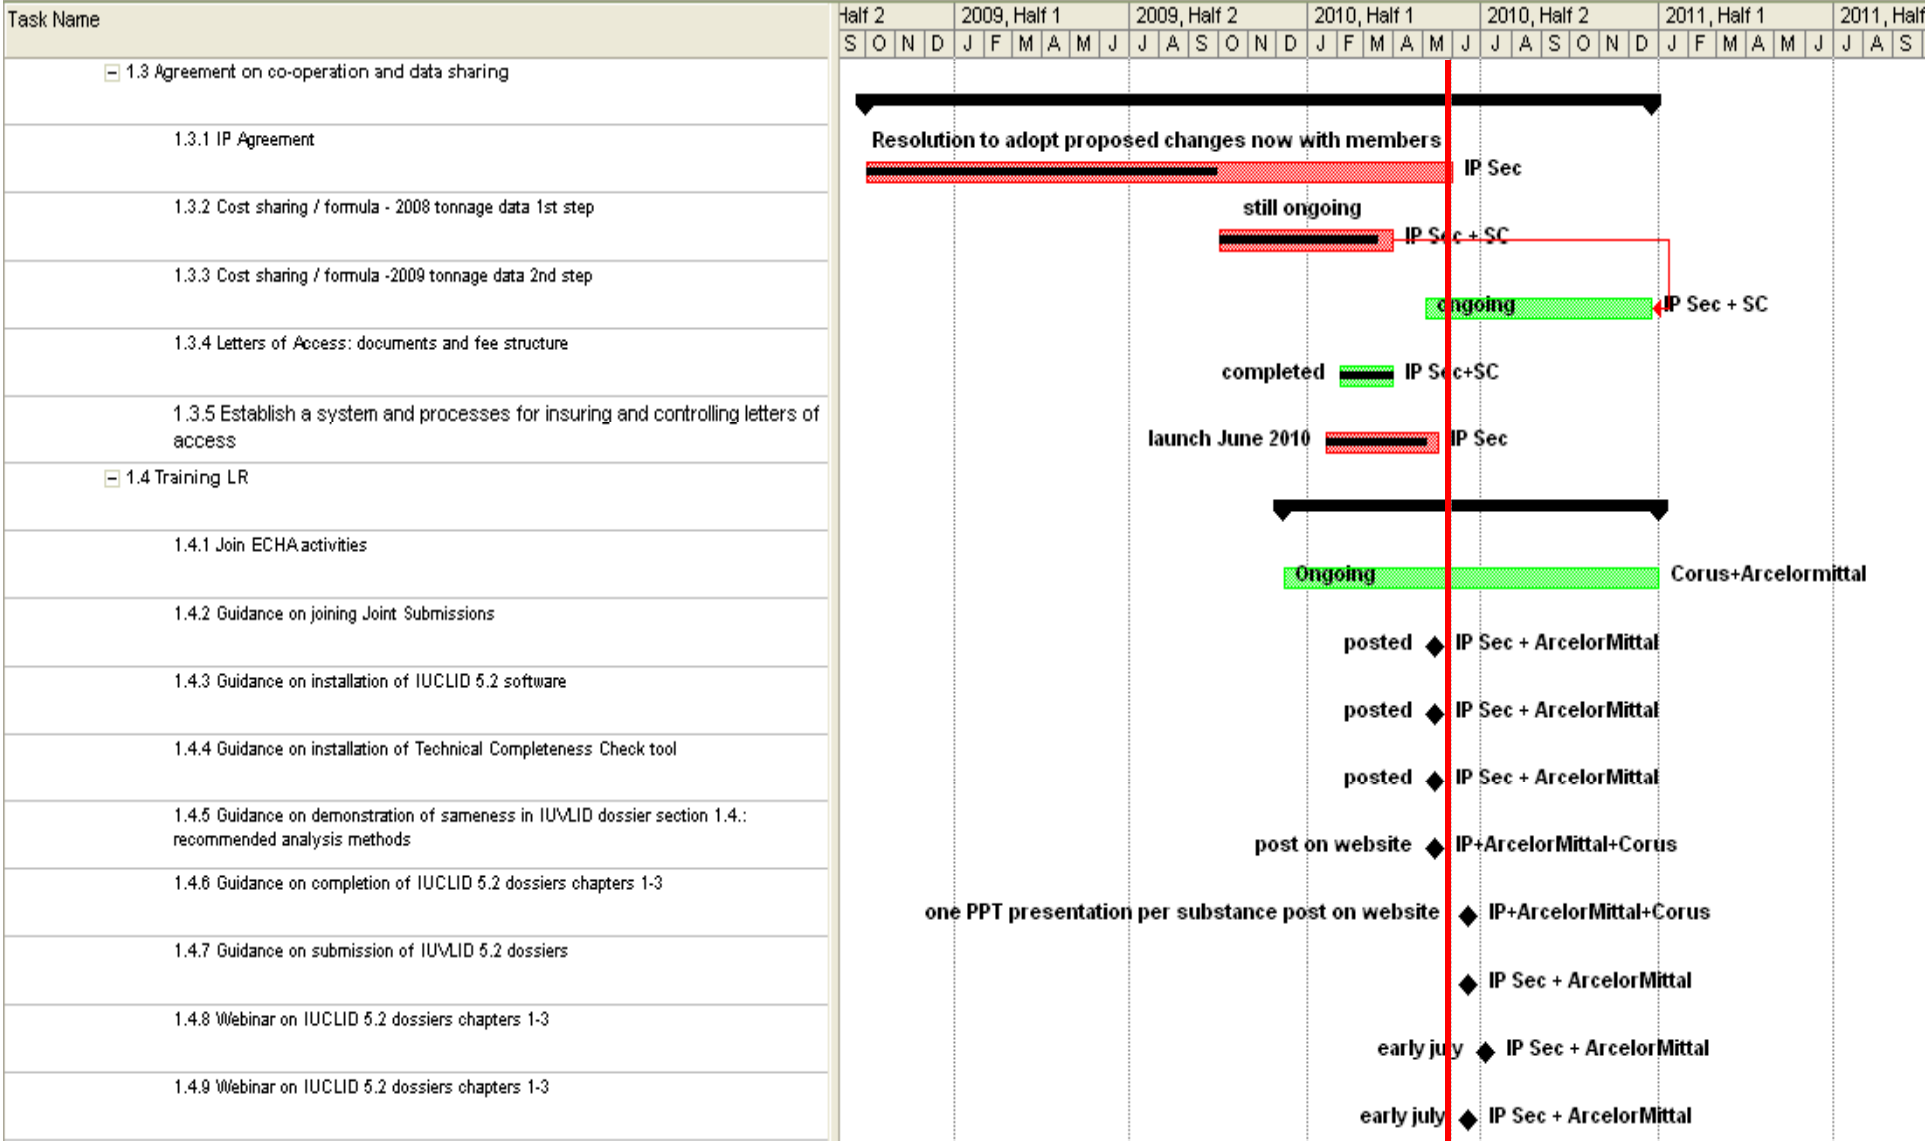 Task Name
Half 2 2009, Half 1 2009, Half 2 2010, Half 1 2010, Half 2 2011, Half 1 2011, Half
S O N D J F M A M J J A S O N D J F M A M J J A S O N D J F M A M J J A S
1.3 Agreement on co-operation and data sharing
1.3.1 IP Agreement
Resolution to adopt proposed changes now with members
IP Sec
1.3.2 Cost sharing / formula - 2008 tonnage data 1st step
still ongoing
IP Sec + SC
1.3.3 Cost sharing / formula -2009 tonnage data 2nd step
ongoing
IP Sec + SC
1.3.4 Letters of Access: documents and fee structure
completed
IP Sec+SC
1.3.5 Establish a system and processes for insuring and controlling letters of
access
launch June 2010
IP Sec
1.4 Training LR
1.4.1 Join ECHA activities
Ongoing
Corus+Arcelormittal
1.4.2 Guidance on joining Joint Submissions
posted
IP Sec + ArcelorMittal
1.4.3 Guidance on installation of IUCLID 5.2 software
posted
IP Sec + ArcelorMittal
1.4.4 Guidance on installation of Technical Completeness Check tool
posted
IP Sec + ArcelorMittal
1.4.5 Guidance on demonstration of sameness in IUVLID dossier section 1.4.:
recommended analysis methods
post on website
IP+ArcelorMittal+Corus
1.4.6 Guidance on completion of IUCLID 5.2 dossiers chapters 1-3
one PPT presentation per substance post on website
IP+ArcelorMittal+Corus
1.4.7 Guidance on submission of IUVLID 5.2 dossiers
IP Sec + ArcelorMittal
1.4.8 Webinar on IUCLID 5.2 dossiers chapters 1-3
early july
IP Sec + ArcelorMittal
1.4.9 Webinar on IUCLID 5.2 dossiers chapters 1-3
early july
IP Sec + ArcelorMittal